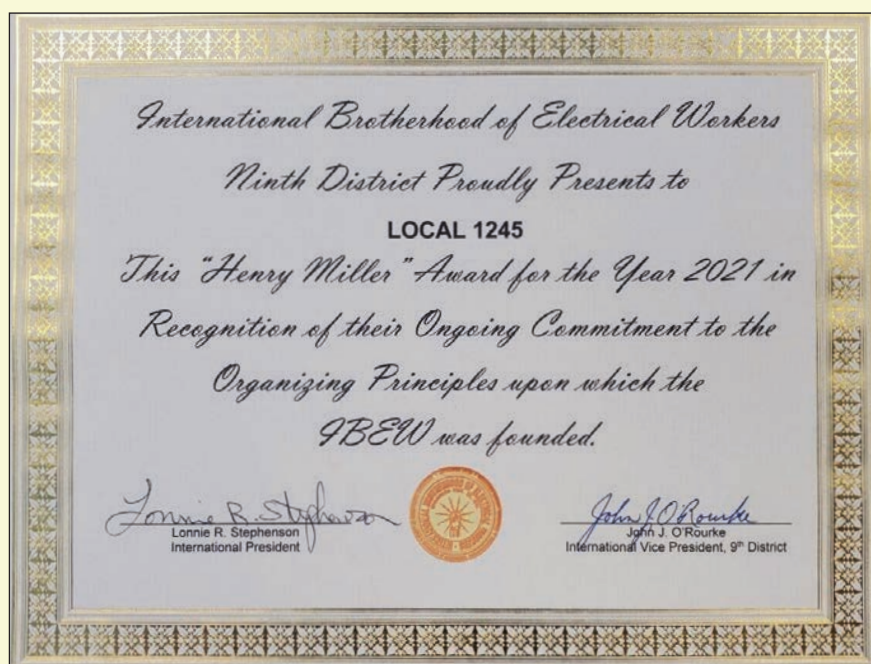 International Brotherhood of Electrical Workers
Ninth District Proudly Presents to
LOCAL 1245
This "Henry Miller" Award for the Year 2021 in
Recognition of their Ongoing Commitment to the
Organizing Principles upon which the
IBEW was founded.
Lonnie R. Stephenson
John J. O'Rourke
Lonnie R. Stephenson
International President
John J. O'Rourke
International Vice President, 9th District